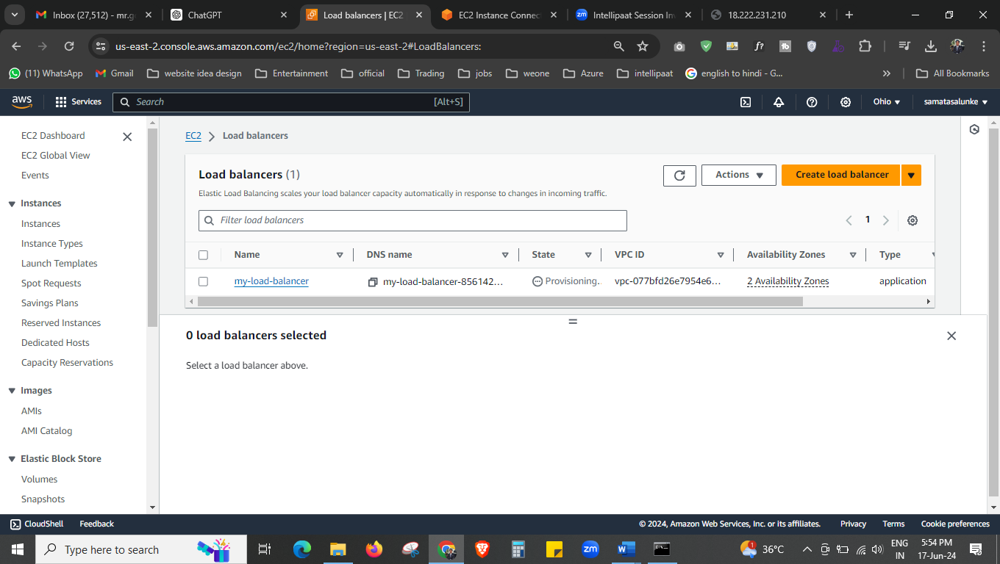 Inbox (27,512) - mr.g
ChatGPT
Load balancers | EC2
EC2 Instance Connec
zm Intellipaat Session Inv
18.222.231.210
us-east-2.console.aws.amazon.com/ec2/home?region=us-east-2#LoadBalancers:
(11) WhatsApp
Gmail
website idea design
Entertainment
official
Trading
jobs
weone
Azure
intellipaat
english to hindi - G...
All Bookmarks
aws
Services
Search
[Alt+S]
Ohio
samatasalunke
EC2 Dashboard
EC2 Global View
Events
Instances
Instances
Instance Types
Launch Templates
Spot Requests
Savings Plans
Reserved Instances
Dedicated Hosts
Capacity Reservations
Images
AMIs
AMI Catalog
Elastic Block Store
Volumes
Snapshots
EC2
Load balancers
Load balancers (1)
Actions
Create load balancer
Elastic Load Balancing scales your load balancer capacity automatically in response to changes in incoming traffic.
Filter load balancers
1
Name
DNS name
State
VPC ID
Availability Zones
Type
my-load-balancer
my-load-balancer-856142...
Provisioning..
vpc-077bfd26e7954e6...
2 Availability Zones
application
0 load balancers selected
Select a load balancer above.
CloudShell
Feedback
© 2024, Amazon Web Services, Inc. or its affiliates.
Privacy
Terms
Cookie preferences
Type here to search
zm
36°C
ENG
IN
5:54 PM
17-Jun-24